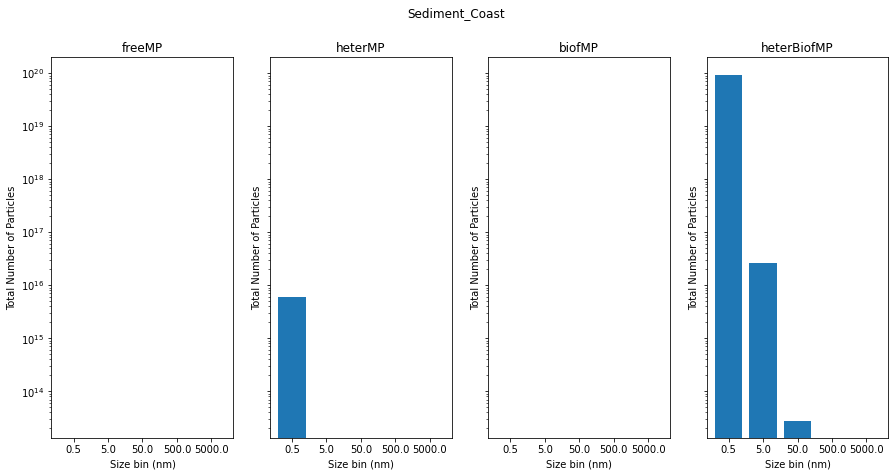 Sediment_Coast
freeMP
heterMP
biofMP
heterBiofMP
Total Number of Particles
10²⁰
10¹⁹
10¹⁸
10¹⁷
10¹⁶
10¹⁵
10¹⁴
0.5 5.0 50.0 500.0 5000.0
Size bin (nm)
Total Number of Particles
0.5 5.0 50.0 500.0 5000.0
Size bin (nm)
Total Number of Particles
0.5 5.0 50.0 500.0 5000.0
Size bin (nm)
Total Number of Particles
0.5 5.0 50.0 500.0 5000.0
Size bin (nm)